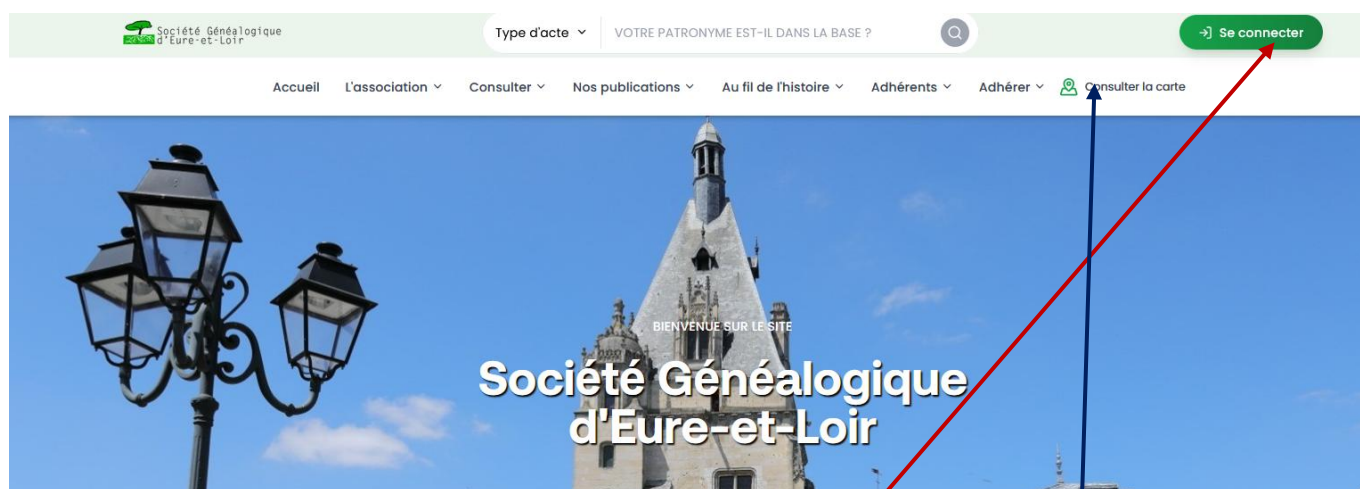 Société Généalogique
d'Eure-et-Loir
Type d'acte
VOTRE PATRONYME EST-IL DANS LA BASE ?
Se connecter
Accueil
L'association
Consulter
Nos publications
Au fil de l'histoire
Adhérents
Adhérer
Consulter la carte
BIENVENUE SUR LE SITE
Société Généalogique
d'Eure-et-Loir